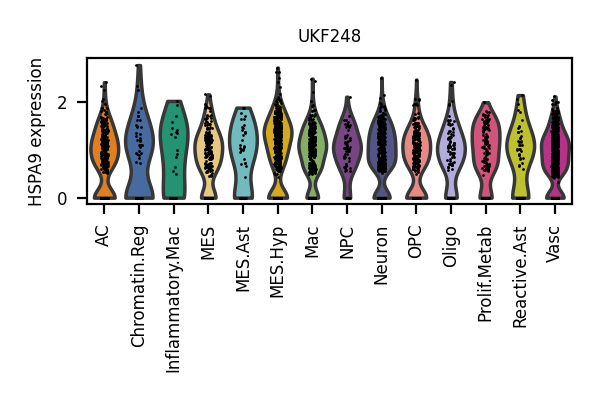 UKF248
HSPA9 expression
2
0
AC
Chromatin.Reg
Inflammatory.Mac
MES
MES.Ast
MES.Hyp
Mac
NPC
Neuron
OPC
Oligo
Prolif.Metab
Reactive.Ast
Vasc